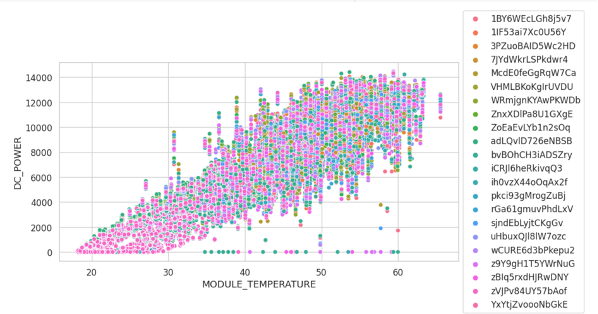 1BY6WEcLGh8j5v7
1IF53ai7Xc0U56Y
3PZuoBAID5Wc2HD
7JYdWkrLSPkdwr4
McdE0feGgRqW7Ca
VHMLBKoKgIrUVDU
WRmjgnKYAwPKWDb
ZnxXDlPa8U1GXgE
ZoEaEvLYb1n2sOq
adLQvlD726eNBSB
bvBOhCH3iADSZry
iCRJl6heRkivqQ3
ih0vzX44oOqAx2f
pkci93gMrogZuBj
rGa61gmuvPhdLxV
sjndEbLyjtCKgGv
uHbuxQJl8lW7ozc
wCURE6d3bPkepu2
z9Y9gH1T5YWrNuG
zBIq5rxdHJRwDNY
zVJPv84UY57bAof
YxYtjZvoooNbGkE
14000
12000
10000
8000
6000
4000
2000
0
DC_POWER
20 30 40 50 60
MODULE_TEMPERATURE